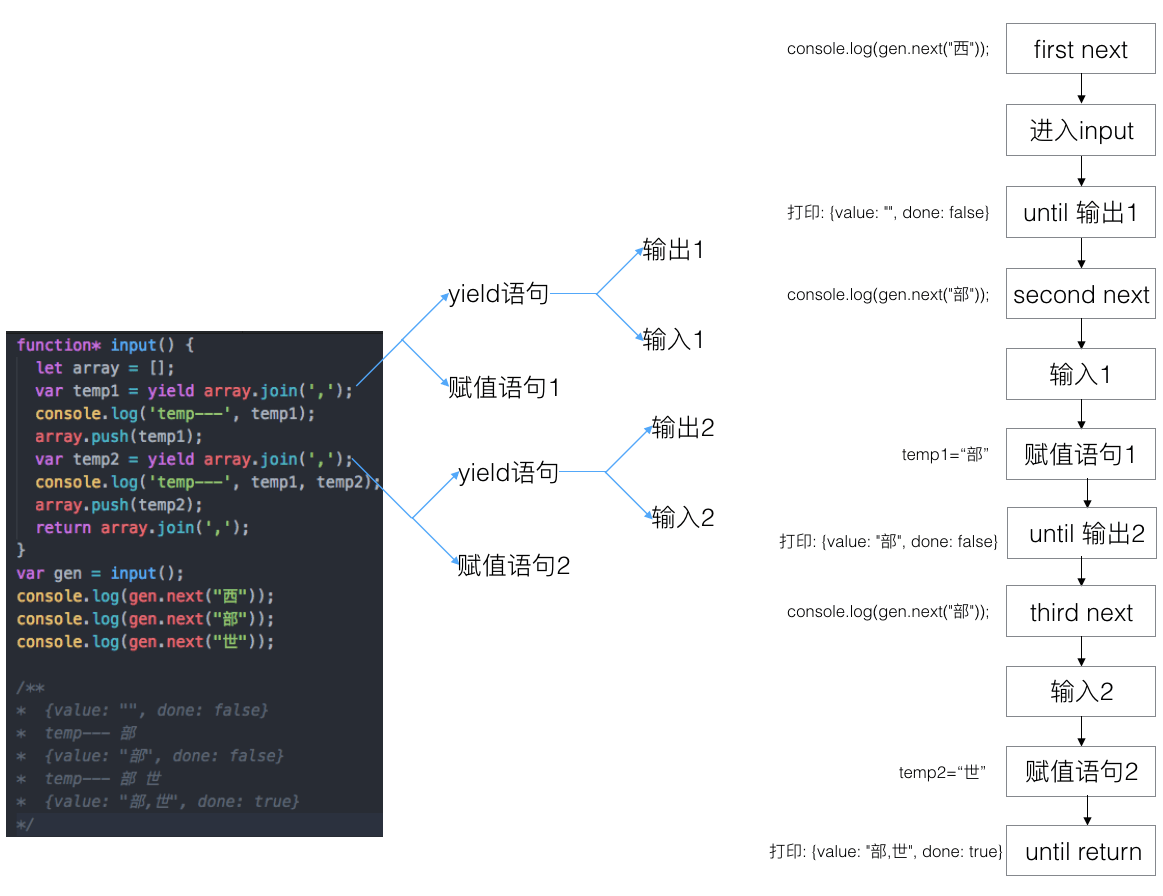 function* input() {
let array = [];
var temp1 = yield array.join(',');
console.log('temp---', temp1);
array.push(temp1);
var temp2 = yield array.join(',');
console.log('temp---', temp1, temp2);
array.push(temp2);
return array.join(',');
}
var gen = input();
console.log(gen.next("西"));
console.log(gen.next("部"));
console.log(gen.next("世"));
/**
* {value: "", done: false}
* temp--- 部
* {value: "部", done: false}
* temp--- 部 世
* {value: "部,世", done: true}
*/
yield语句
输出1
输入1
赋值语句1
yield语句
输出2
输入2
赋值语句2
console.log(gen.next("西"));
first next
进入input
打印: {value: "", done: false}
until 输出1
console.log(gen.next("部"));
second next
输入1
temp1=“部”
赋值语句1
打印: {value: "部", done: false}
until 输出2
console.log(gen.next("部"));
third next
输入2
temp2=“世”
赋值语句2
打印: {value: "部,世", done: true}
until return